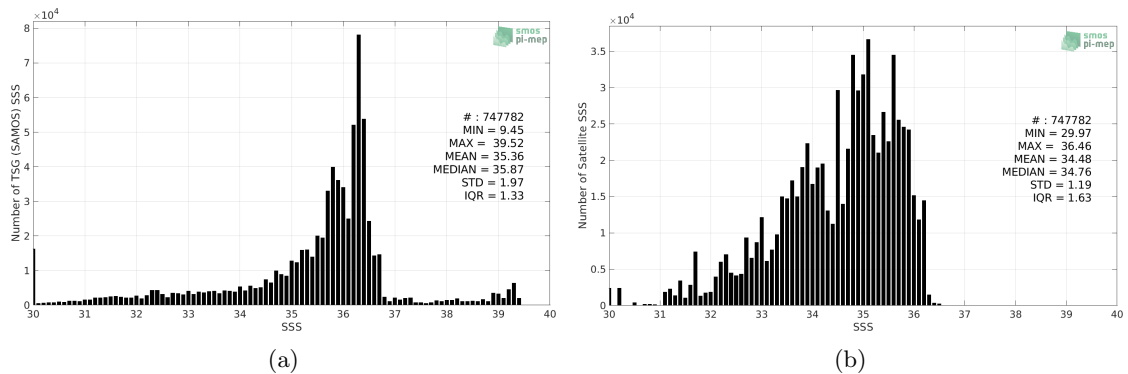 ×10⁴
8
7
6
5
4
3
2
1
0
Number of TSG (SAMOS) SSS
smos
pi-mep
# : 747782
MIN = 9.45
MAX = 39.52
MEAN = 35.36
MEDIAN = 35.87
STD = 1.97
IQR = 1.33
30 31 32 33 34 35 36 37 38 39 40
SSS
(a)
×10⁴
3.5
3
2.5
2
1.5
1
0.5
0
Number of Satellite SSS
smos
pi-mep
# : 747782
MIN = 29.97
MAX = 36.46
MEAN = 34.48
MEDIAN = 34.76
STD = 1.19
IQR = 1.63
30 31 32 33 34 35 36 37 38 39 40
SSS
(b)